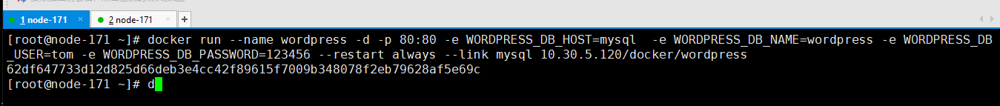 1 node-171 × 2 node-171 × +
[root@node-171 ~]# docker run --name wordpress -d -p 80:80 -e WORDPRESS_DB_HOST=mysql  -e WORDPRESS_DB_NAME=wordpress -e WORDPRESS_DB
_USER=tom -e WORDPRESS_DB_PASSWORD=123456 --restart always --link mysql 10.30.5.120/docker/wordpress
62df647733d12d825d66deb3e4cc42f89615f7009b348078f2eb79628af5e69c
[root@node-171 ~]# d